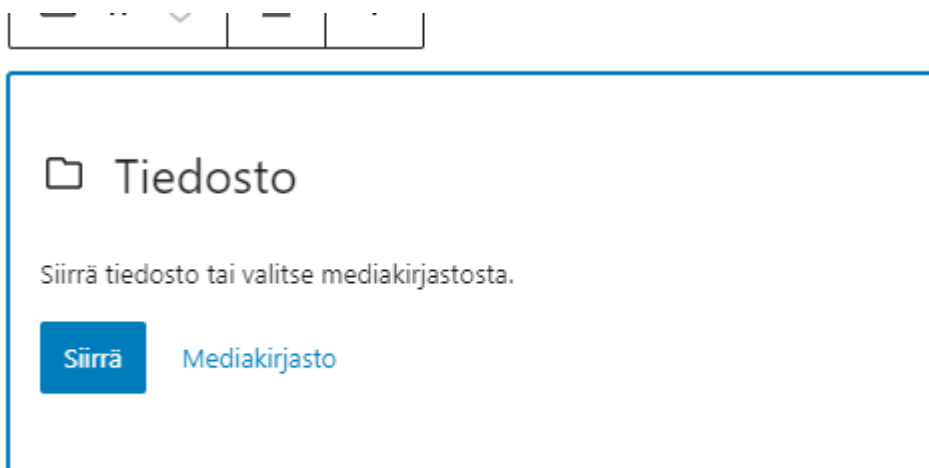 Tiedosto
Siirrä tiedosto tai valitse mediakirjastosta.
Siirrä Mediakirjasto